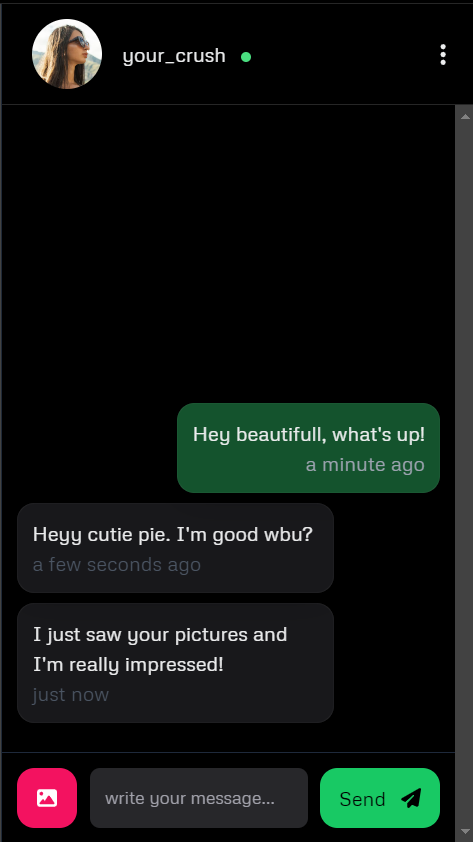 your_crush
Hey beautifull, what's up!
a minute ago
Heyy cutie pie. I'm good wbu?
a few seconds ago
I just saw your pictures and
I'm really impressed!
just now
write your message...
Send